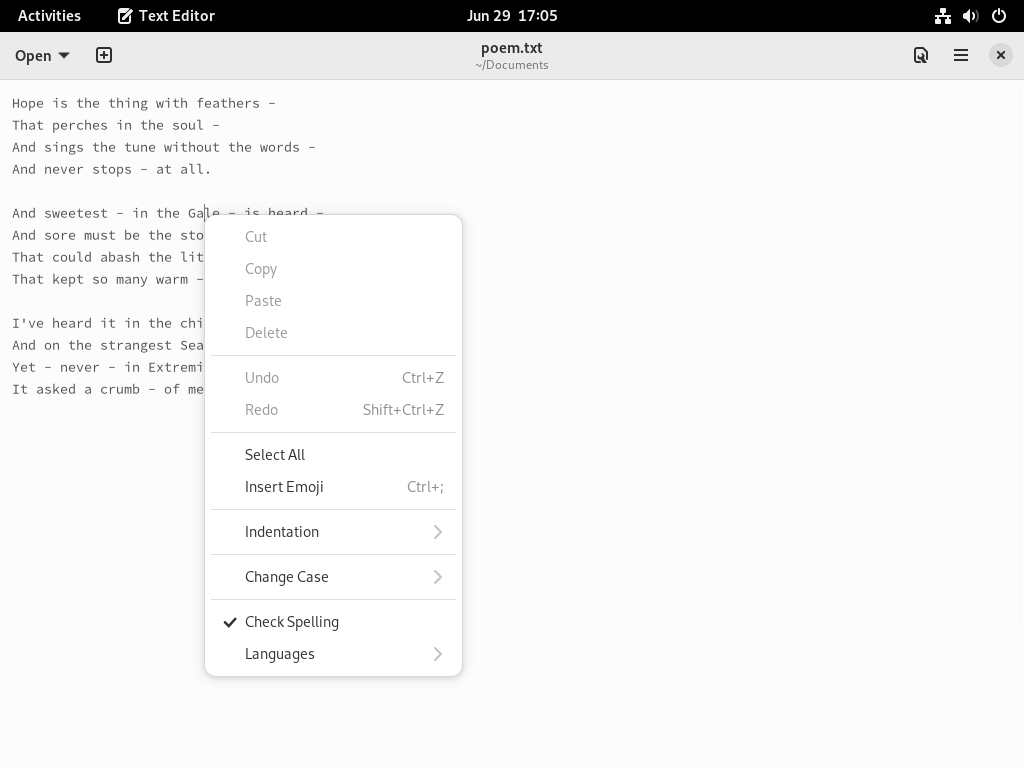 Activities
Text Editor
Jun 29 17:05
Open
poem.txt
~/Documents
Hope is the thing with feathers –
That perches in the soul –
And sings the tune without the words –
And never stops – at all.
And sweetest – in the Gale – is heard –
And sore must be the sto
That could abash the lit
That kept so many warm –
I've heard it in the chi
And on the strangest Sea
Yet – never – in Extremi
It asked a crumb – of me
Cut
Copy
Paste
Delete
Undo Ctrl+Z
Redo Shift+Ctrl+Z
Select All
Insert Emoji Ctrl+;
Indentation
Change Case
Check Spelling
Languages